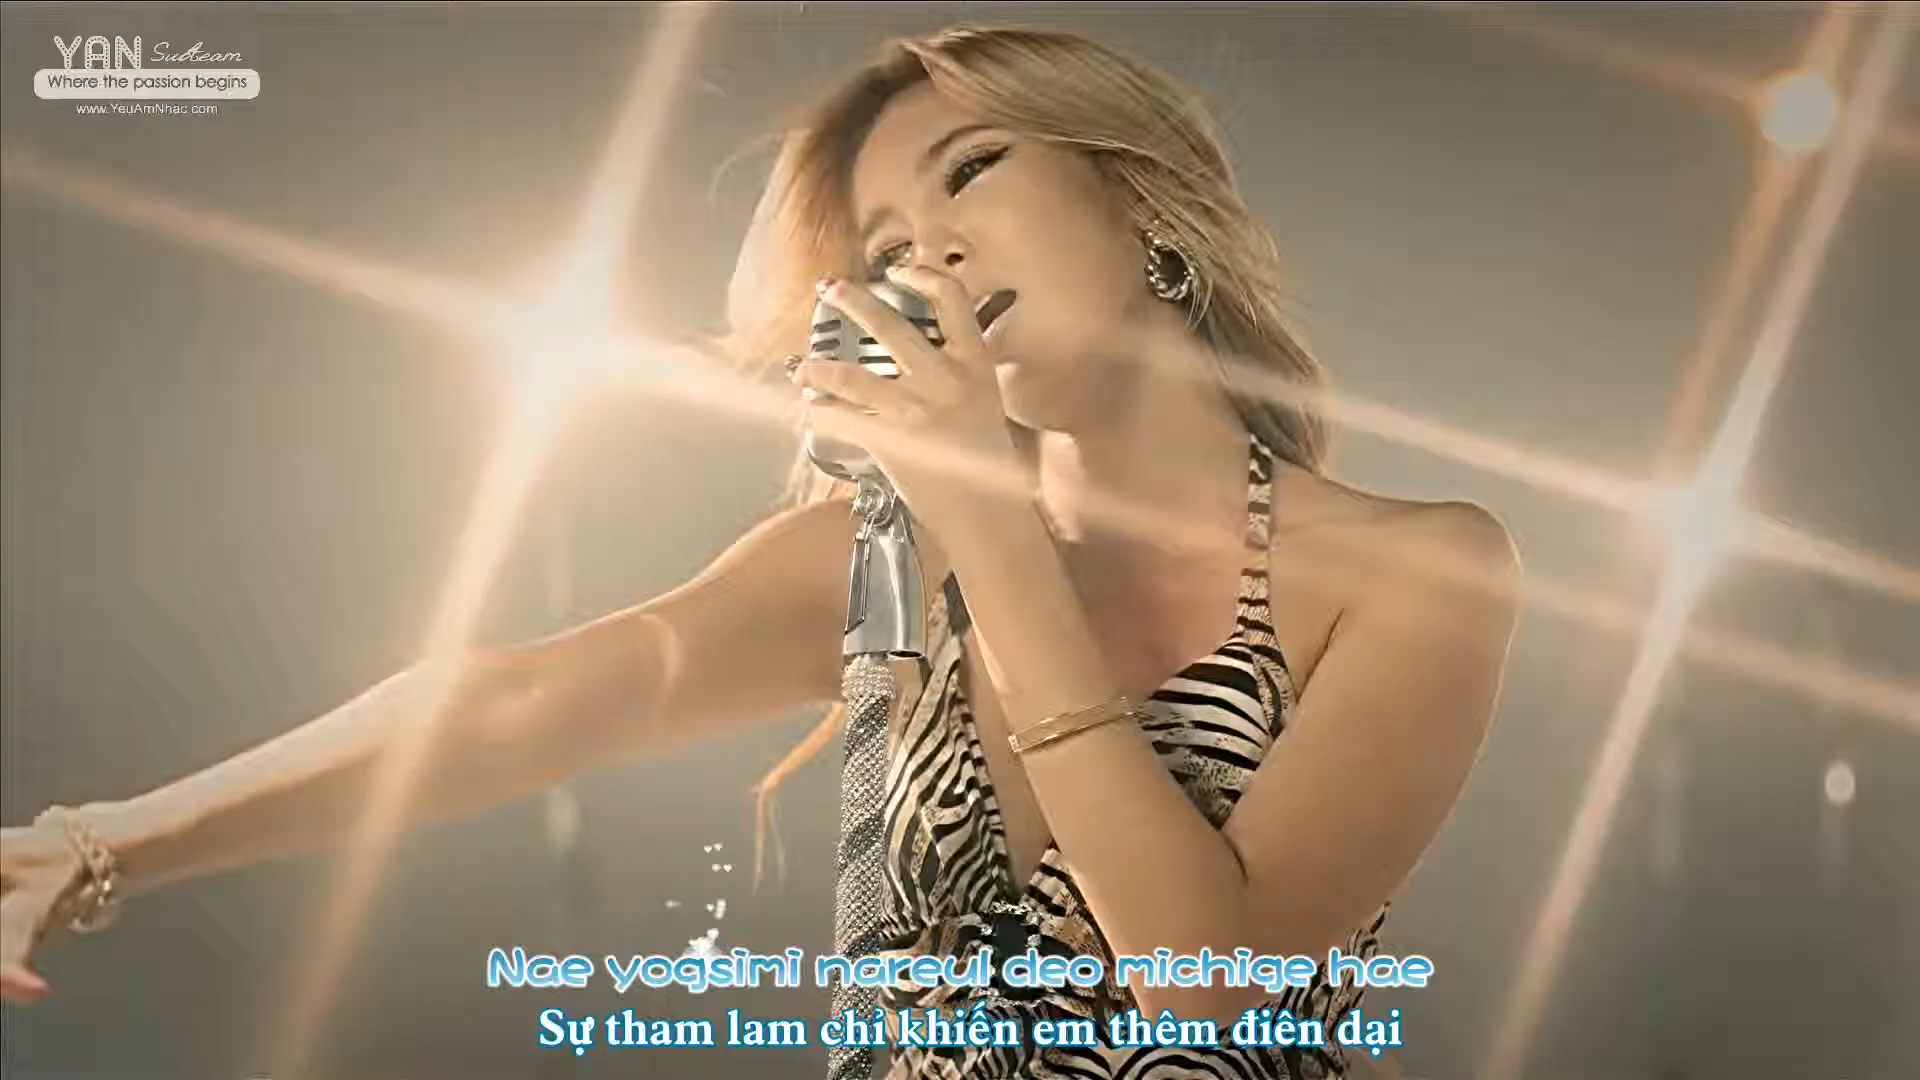 YAN Subteam
Where the passion begins
www.YeuAmNhac.com
Nae yogsimi nareul deo michige hae
Sự tham lam chỉ khiến em thêm điên dại